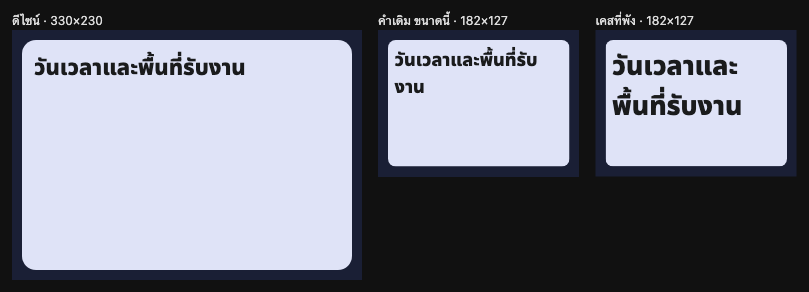 ดีไซน์ · 330×230
วันเวลาและพื้นที่รับงาน
คำเดิม ขนาดนี้ · 182×127
วันเวลาและพื้นที่รับ
งาน
เคสที่พัง · 182×127
วันเวลาและ
พื้นที่รับงาน